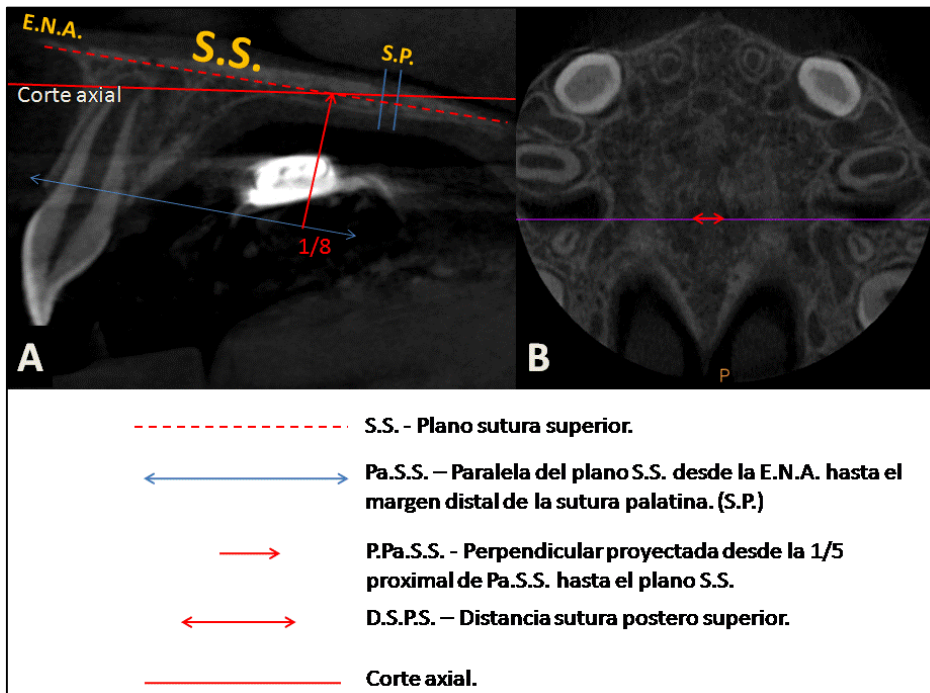 E.N.A.
S.S.
S.P.
Corte axial
1/8
A
B
P
S.S. - Plano sutura superior.
Pa.S.S. – Paralela del plano S.S. desde la E.N.A. hasta el
margen distal de la sutura palatina. (S.P.)
P.Pa.S.S. - Perpendicular proyectada desde la 1/5
proximal de Pa.S.S. hasta el plano S.S.
D.S.P.S. – Distancia sutura postero superior.
Corte axial.